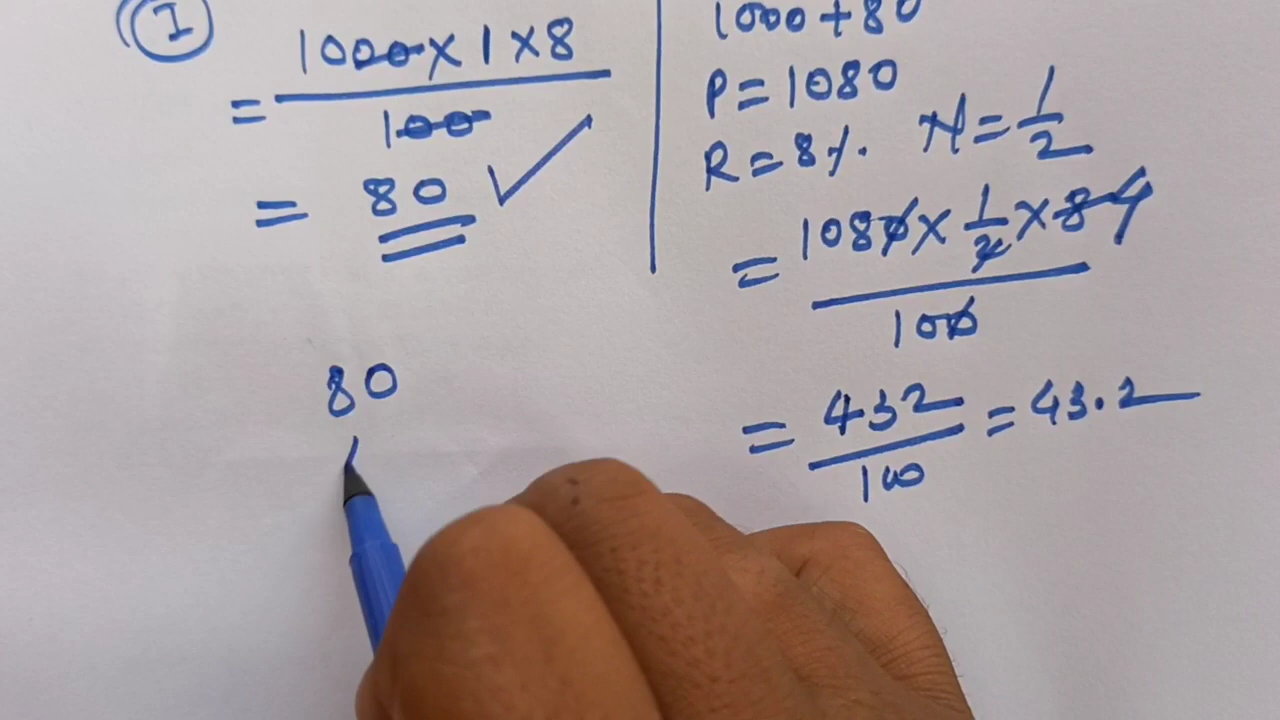 I
1000 × 1 × 8
= ―――
100
= 80 ✓
80
1000 + 80
P = 1080
R = 8%. N = 1/2
= 1080 × 1/2 × 8 4
100
= 432/10 = 43.2